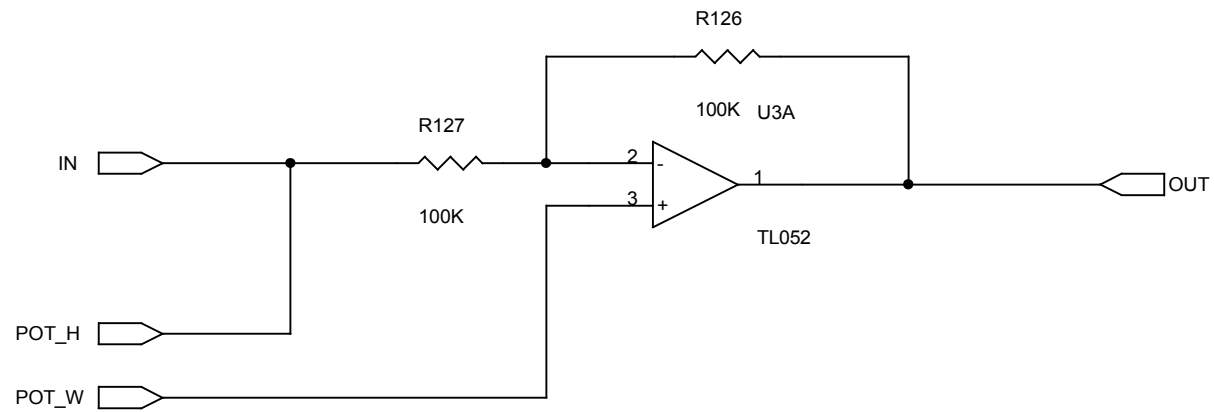 R126
100K
U3A
R127
IN
2
-
1
OUT
3
+
100K
TL052
POT_H
POT_W